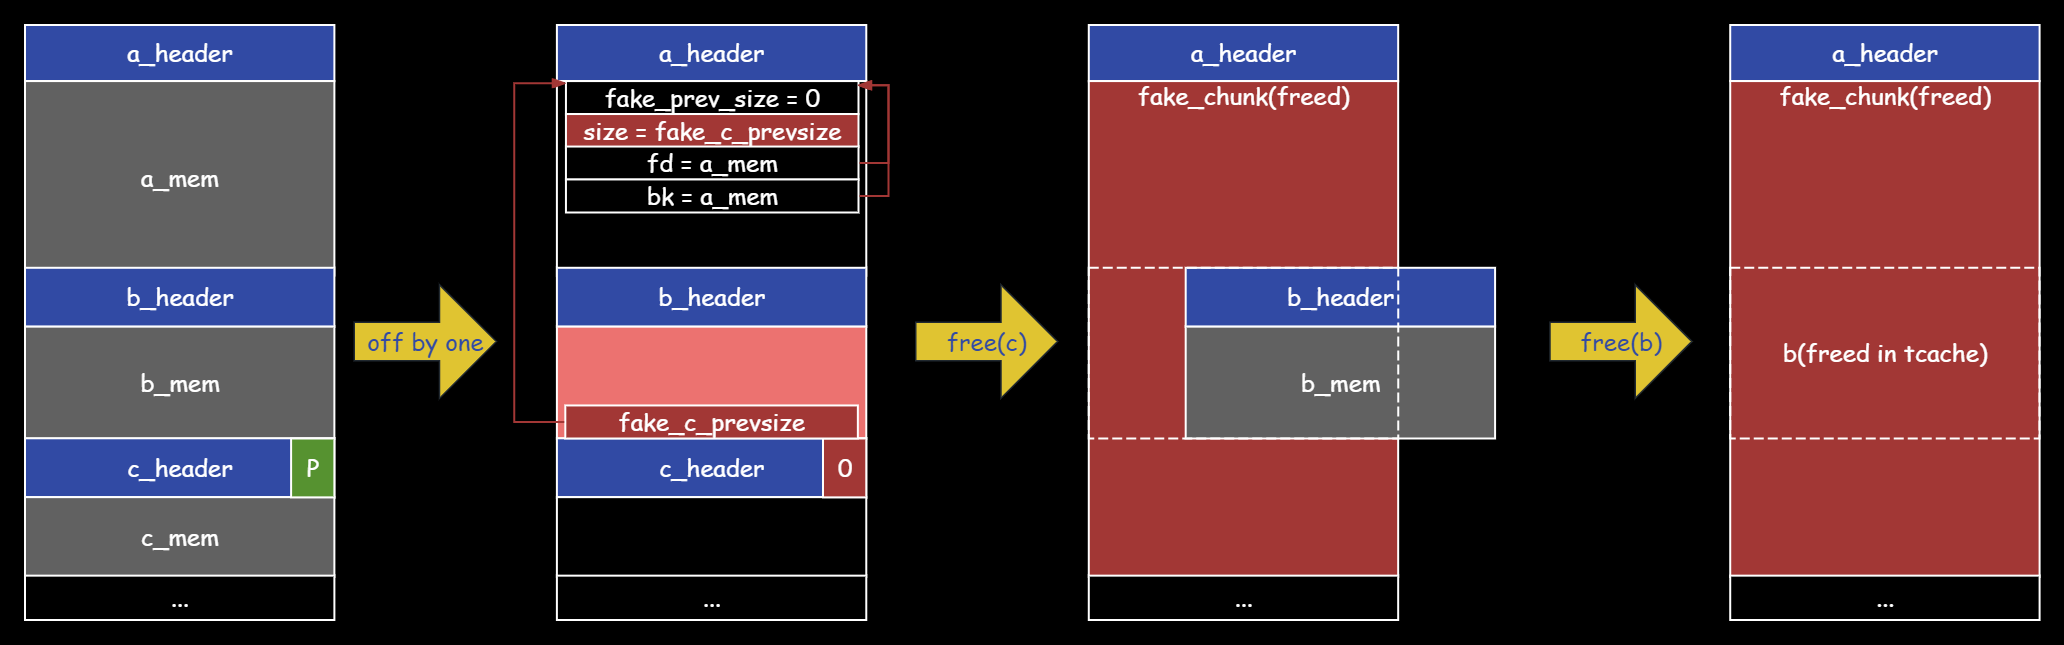 a_header
a_mem
b_header
b_mem
c_header
P
c_mem
...
off by one
a_header
fake_prev_size = 0
size = fake_c_prevsize
fd = a_mem
bk = a_mem
b_header
fake_c_prevsize
c_header
0
...
free(c)
a_header
fake_chunk(freed)
b_header
b_mem
...
free(b)
a_header
fake_chunk(freed)
b(freed in tcache)
...